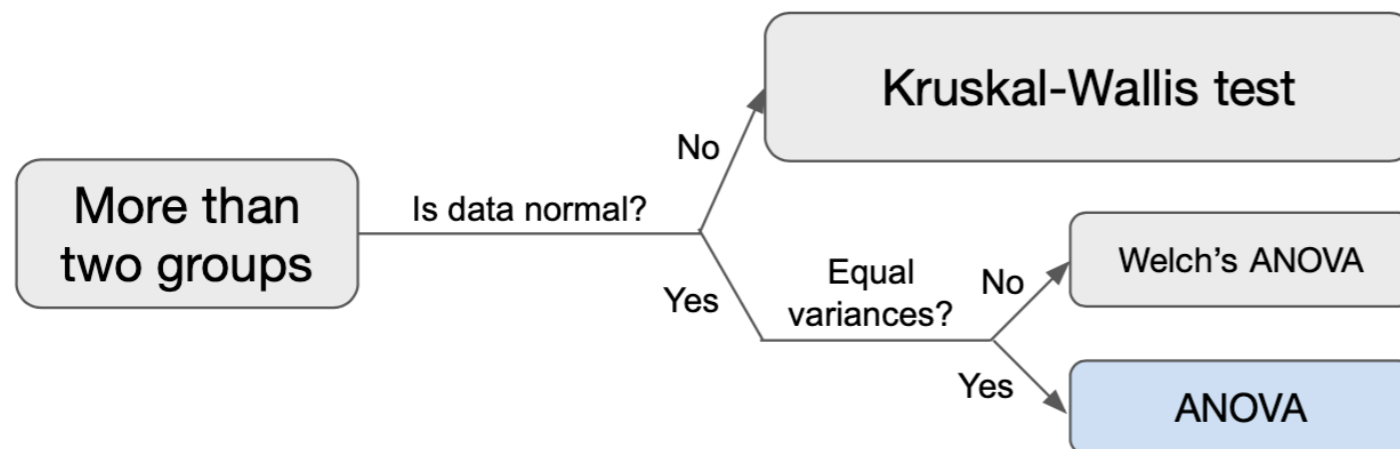 More than
two groups
Is data normal?
No
Kruskal-Wallis test
Yes
Equal
variances?
No
Welch’s ANOVA
Yes
ANOVA